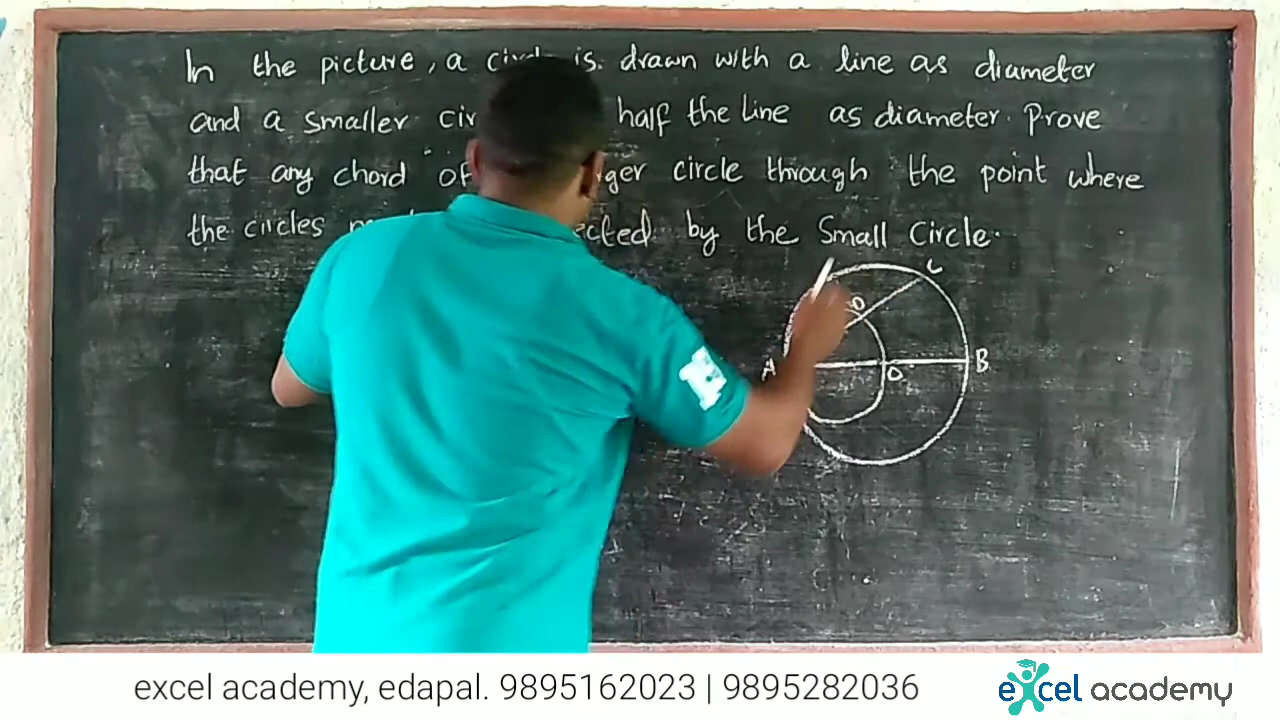 In the picture, a is drawn with a line as diameter
and a smaller half the line as diameter. Prove
that any chord of circle through the point where
the circles by the Small Circle.
C
D
A
B
O
excel academy, edapal. 9895162023 | 9895282036
excel academy